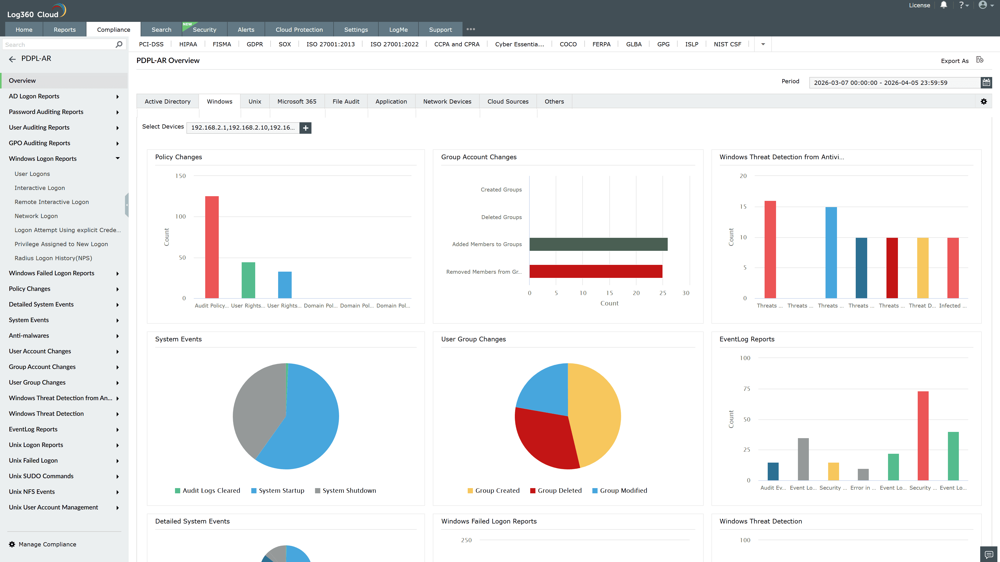 Log360 Cloud
License
?
Home
Reports
Compliance
Search
NEW
Security
Alerts
Cloud Protection
Settings
LogMe
Support
Search
PCI-DSS
HIPAA
FISMA
GDPR
SOX
ISO 27001:2013
ISO 27001:2022
CCPA and CPRA
Cyber Essentia...
COCO
FERPA
GLBA
GPG
ISLP
NIST CSF
PDPL-AR
Overview
AD Logon Reports
Password Auditing Reports
User Auditing Reports
GPO Auditing Reports
Windows Logon Reports
User Logons
Interactive Logon
Remote Interactive Logon
Network Logon
Logon Attempt Using explicit Crede...
Privilege Assigned to New Logon
Radius Logon History(NPS)
Windows Failed Logon Reports
Policy Changes
Detailed System Events
System Events
Anti-malwares
User Account Changes
Group Account Changes
User Group Changes
Windows Threat Detection from An...
Windows Threat Detection
EventLog Reports
Unix Logon Reports
Unix Failed Logon
Unix SUDO Commands
Unix NFS Events
Unix User Account Management
Manage Compliance
PDPL-AR Overview
Export As
Period
2026-03-07 00:00:00 - 2026-04-05 23:59:59
Active Directory
Windows
Unix
Microsoft 365
File Audit
Application
Network Devices
Cloud Sources
Others
Select Devices
192.168.2.1,192.168.2.10,192.16...
Policy Changes
150
100
50
0
Count
Audit Policy...
User Rights...
User Rights...
Domain Pol...
Domain Pol...
Domain Pol...
Group Account Changes
Created Groups
Deleted Groups
Added Members to Groups
Removed Members from Gr...
0
5
10
15
20
25
30
Count
Windows Threat Detection from Antivi...
20
15
10
5
0
Count
Threats ...
Threats ...
Threats ...
Threats ...
Threats ...
Threat D...
Infected ...
System Events
Audit Logs Cleared
System Startup
System Shutdown
User Group Changes
Group Created
Group Deleted
Group Modified
EventLog Reports
100
75
50
25
0
Count
Audit Ev...
Event Lo...
Security ...
Error in ...
Event Lo...
Security ...
Event Lo...
Detailed System Events
Windows Failed Logon Reports
250
Windows Threat Detection
100